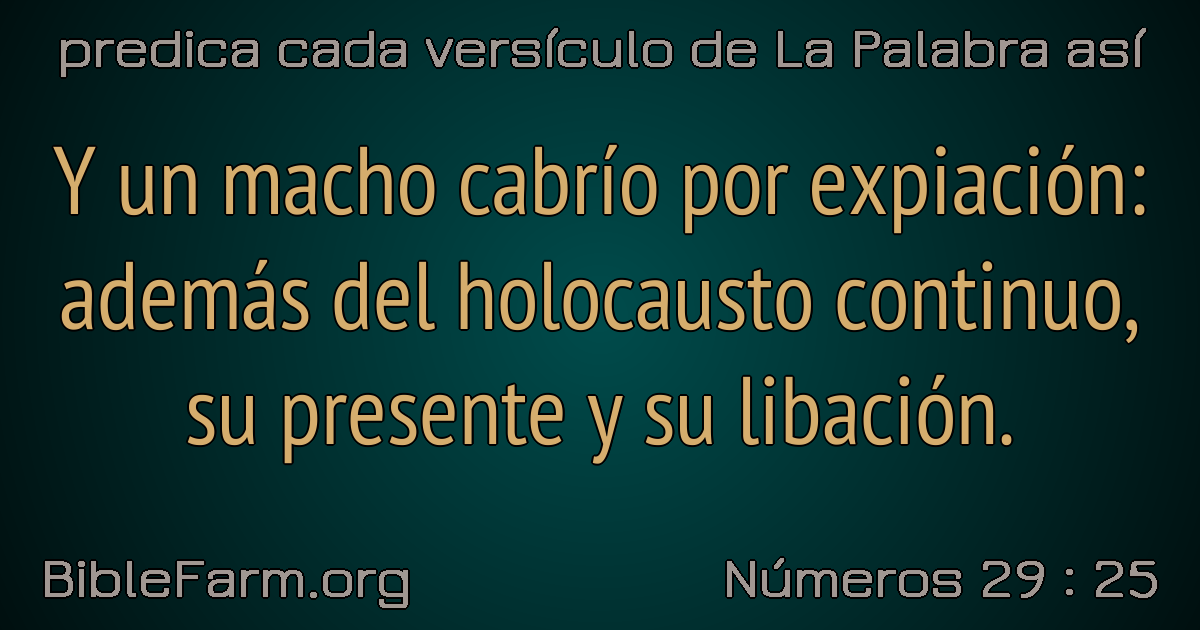 predica cada versículo de La Palabra así
Y un macho cabrío por expiación:
además del holocausto continuo,
su presente y su libación.
BibleFarm.org
Números 29 : 25